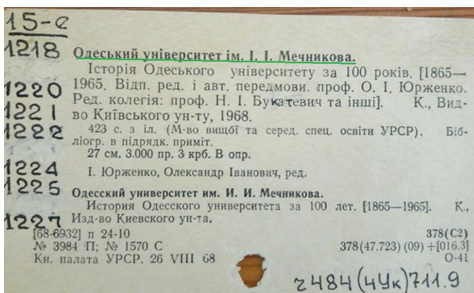 15-е
1218 Одеський університет ім. І. І. Мечникова.
Історія Одеського університету за 100 років. [1865—
1220 1965. Відп. ред. і авт. передмови проф. О. І. Юрженко.
1221 Ред. колегія: проф. Н. І. Букатевич та інші]. К., Вид-
1222 во Київського ун-ту, 1968.
423 с. з іл. (М-во вищої та серед. спец. освіти УРСР). Біб-
ліогр. в підрядк. приміт.
27 см. 3.000 пр. 3 крб. В опр.
1224 І. Юрженко, Олександр Іванович, ред.
1225 Одесский университет им. И. И. Мечникова.
История Одесского университета за 100 лет. [1865—1965]. К.,
1227 Изд-во Киевского ун-та.
[68-6932] п 24-10 378(С2)
№ 3984 П; № 1570 С 378(47.723) (09)+[016.3]
Кн. палата УРСР. 26 VIII 68 О-41
484(4Ук)711.9